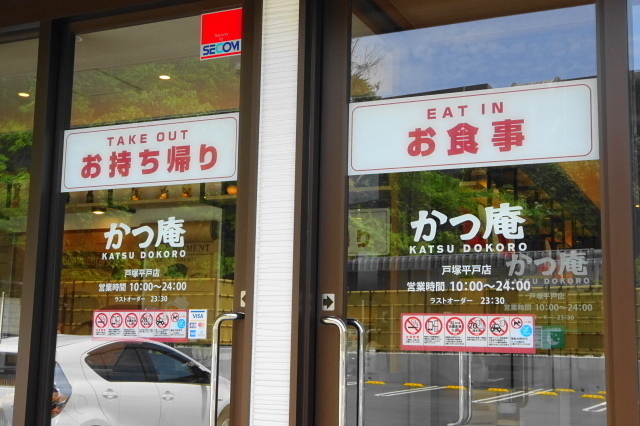 SECOM
TAKE OUT
お持ち帰り
かつ庵
KATSU DOKORO
戸塚平戸店
営業時間 10:00〜24:00
ラストオーダー 23:30
VISA
EAT IN
お食事
かつ庵
KATSU DOKORO
戸塚平戸店
営業時間 10:00〜24:00
ラストオーダー 23:30